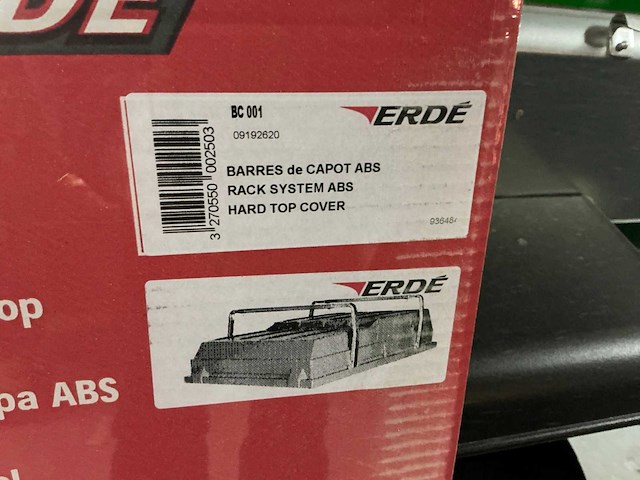 DE
BC 001
ERDÉ
09192620
BARRES de CAPOT ABS
RACK SYSTEM ABS
HARD TOP COVER
3 270550 002503
936464
ERDÉ
op
pa ABS